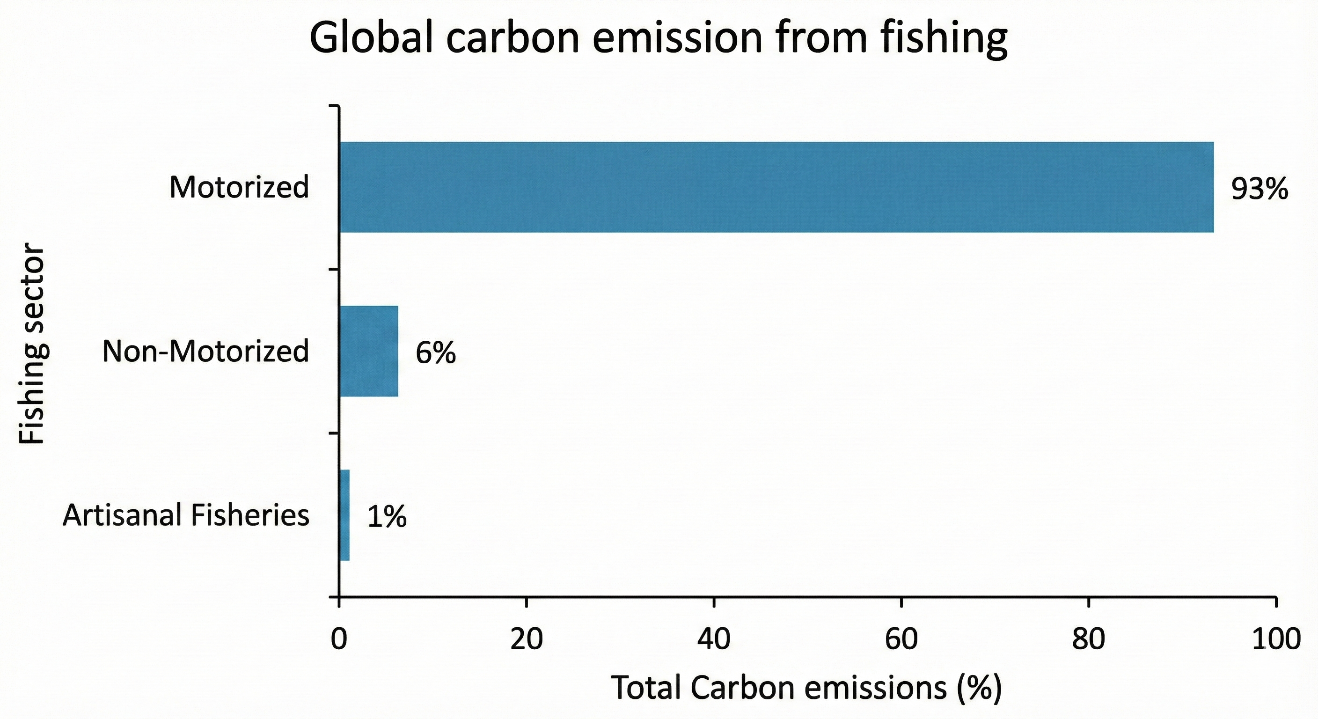 Global carbon emission from fishing
Fishing sector
Motorized
93%
Non-Motorized
6%
Artisanal Fisheries
1%
0 20 40 60 80 100
Total Carbon emissions (%)